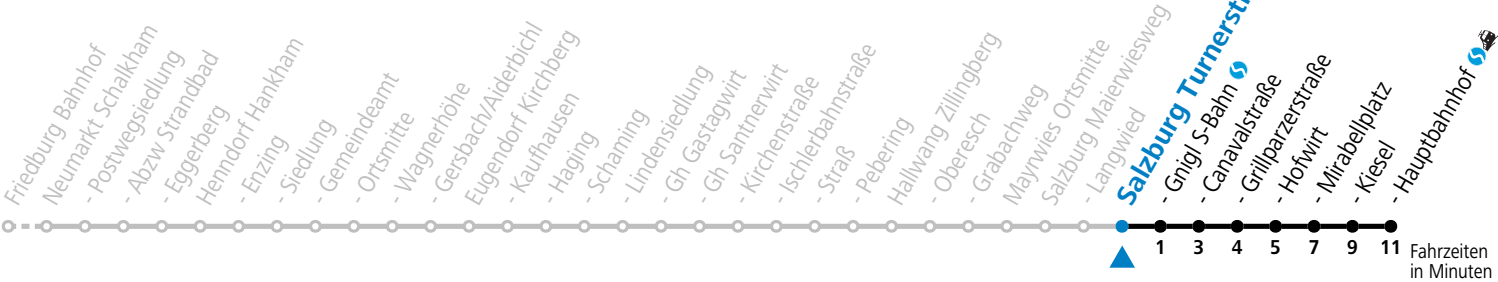 Friedburg Bahnhof
Neumarkt Schalkham
- Postwegsiedlung
- Abzw Strandbad
- Eggerberg
Henndorf Hankham
- Enzing
- Siedlung
- Gemeindeamt
- Ortsmitte
- Wagnerhöhe
Gersbach/Aiderbichl
Eugendorf Kirchberg
- Kaufhausen
- Haging
- Schaming
- Lindensiedlung
- Gh Gastagwirt
- Gh Santnerwirt
- Kirchenstraße
- Ischlerbahnstraße
- Straß
- Pebering
Hallwang Zillingberg
- Oberesch
- Grabachweg
Mayrwies Ortsmitte
Salzburg Maierwiesweg
- Langwied
Salzburg Turnerst
- Gnigl S-Bahn
- Canavalstraße
- Grillparzerstraße
- Hofwirt
- Mirabellplatz
- Kiesel
- Hauptbahnhof
1 3 4 5 7 9 11
Fahrzeiten
in Minuten